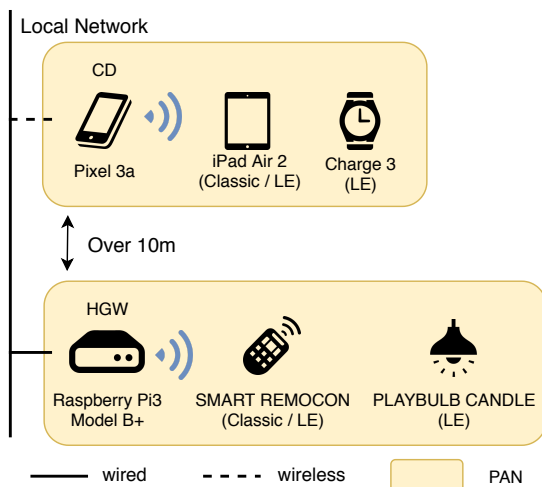 Local Network
CD
Pixel 3a
iPad Air 2
(Classic / LE)
Charge 3
(LE)
Over 10m
HGW
Raspberry Pi3
Model B+
SMART REMOCON
(Classic / LE)
PLAYBULB CANDLE
(LE)
wired
wireless
PAN